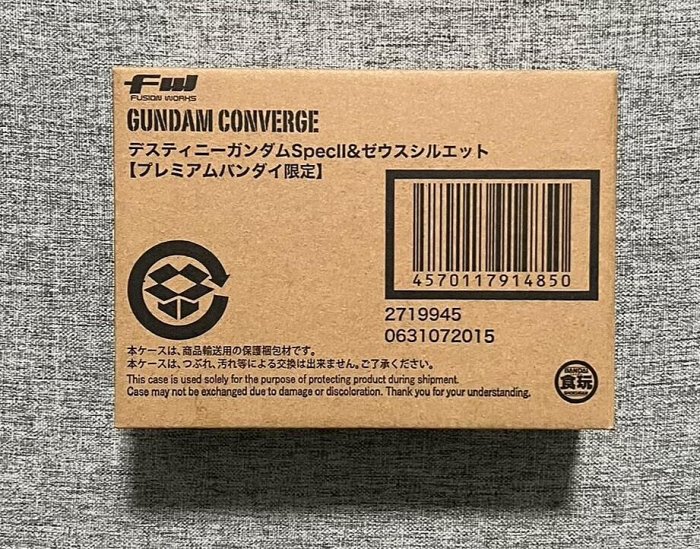 FW
FUSION WORKS
GUNDAM CONVERGE
デスティニーガンダムSpecII&ゼウスシルエット
【プレミアムバンダイ限定】
4570117914850
2719945
0631072015
本ケースは、商品輸送用の保護梱包材です。
本ケースは、つぶれ、汚れ等による交換は出来ません。ご了承ください。
This case is used solely for the purpose of protecting product during shipment.
Case may not be exchanged due to damage or discoloration. Thank you for your understanding.
BANDAI
食玩
SHOKUGAN